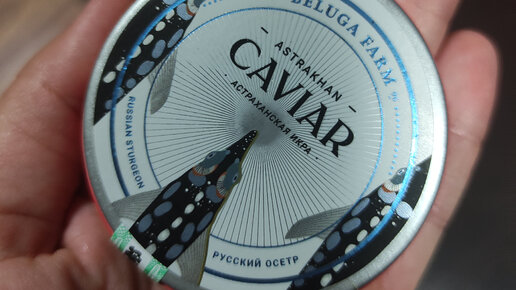 BELUGA FARM
ASTRAKHAN
CAVIAR
АСТРАХАНСКАЯ ИКРА
RUSSIAN STURGEON
РУССКИЙ ОСЕТР